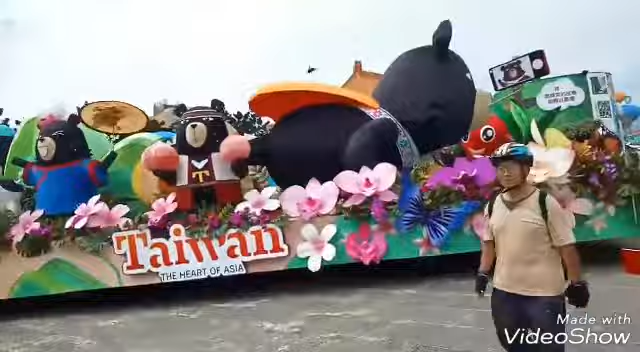 Taiwan
THE HEART OF ASIA
T
Made with
VideoShow